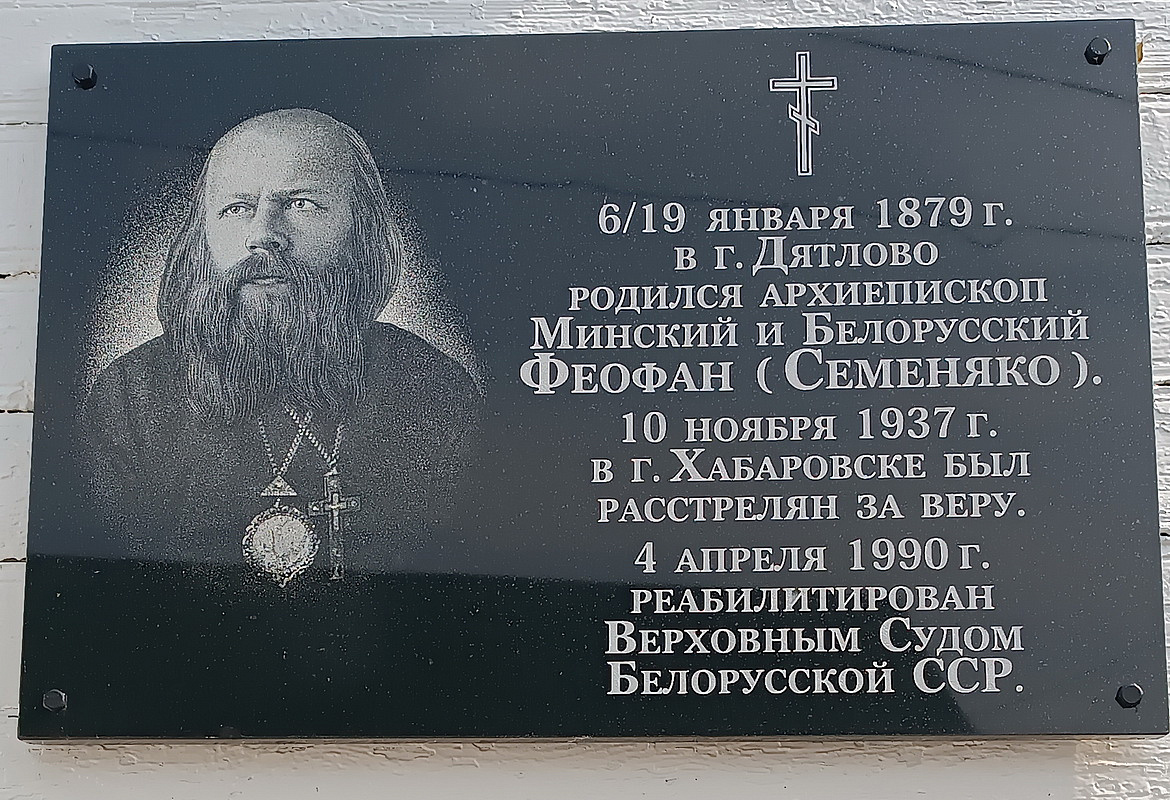 6/19 января 1879 г.
в г. Дятлово
родился архиепископ
Минский и Белорусский
Феофан (Семеняко).
10 ноября 1937 г.
в г. Хабаровске был
расстрелян за веру.
4 апреля 1990 г.
реабилитирован
Верховным Судом
Белорусской ССР.